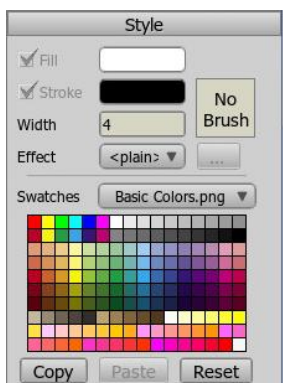 Style
Fill
Stroke
No
Brush
Width 4
Effect <plain> ...
Swatches Basic Colors.png
Copy Paste Reset